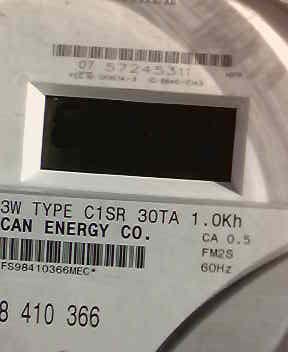 07 57245311
3W TYPE C1SR 30TA 1.0Kh
CAN ENERGY CO.
CA 0.5
FM2S
60Hz
FS98410366MEC*
8 410 366